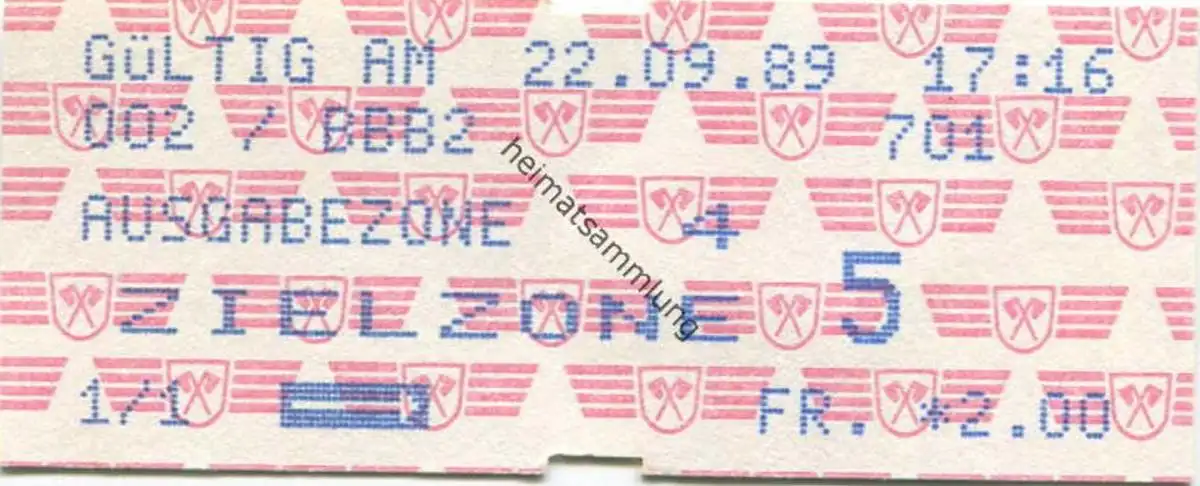 GÜLTIG AM 22.09.89 17:16
002 / BBB2 701
AUSGABEZONE 4
ZIELZONE 5
1/1 FR. *2.00
heimatsammlung